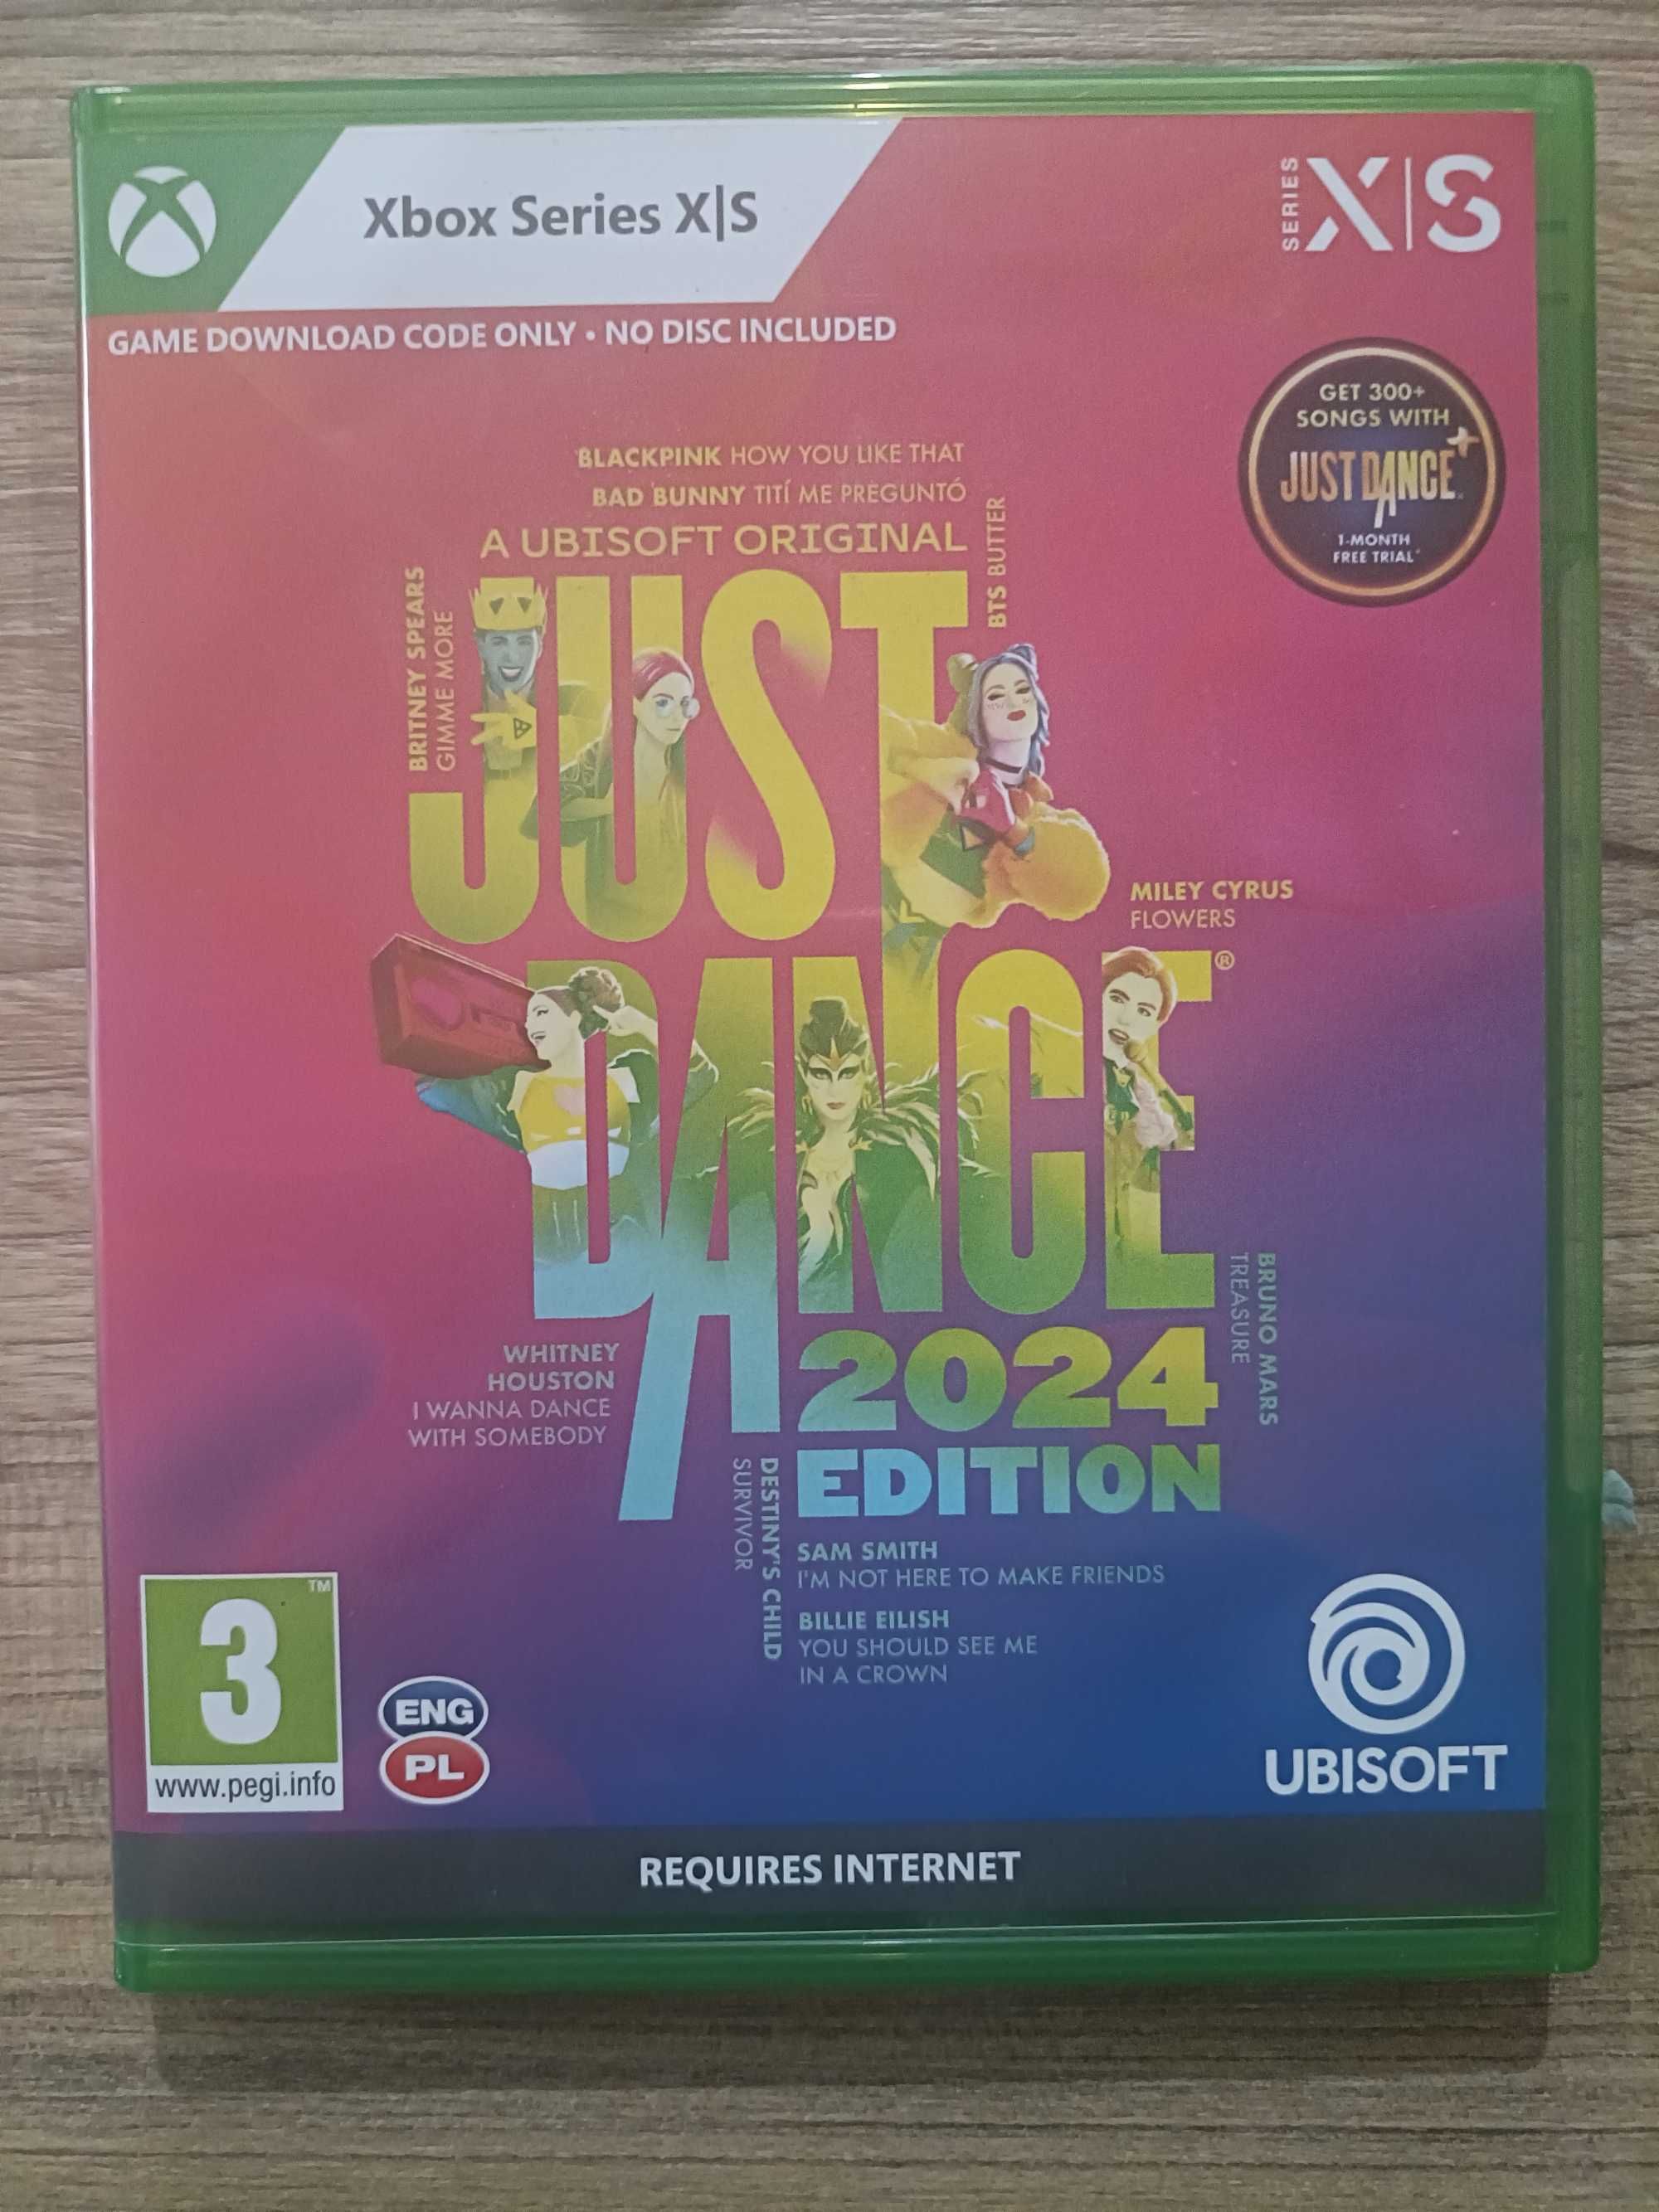 Xbox Series X|S
SERIES X|S
GAME DOWNLOAD CODE ONLY • NO DISC INCLUDED
GET 300+
SONGS WITH
JUST DANCE+
1-MONTH
FREE TRIAL*
BLACKPINK HOW YOU LIKE THAT
BAD BUNNY TITÍ ME PREGUNTÓ
A UBISOFT ORIGINAL
BTS BUTTER
BRITNEY SPEARS
GIMME MORE
JUST
DANCE®
MILEY CYRUS
FLOWERS
2024
EDITION
BRUNO MARS
TREASURE
WHITNEY
HOUSTON
I WANNA DANCE
WITH SOMEBODY
DESTINY'S CHILD
SURVIVOR
SAM SMITH
I'M NOT HERE TO MAKE FRIENDS
BILLIE EILISH
YOU SHOULD SEE ME
IN A CROWN
3™
www.pegi.info
ENG
PL
UBISOFT
REQUIRES INTERNET